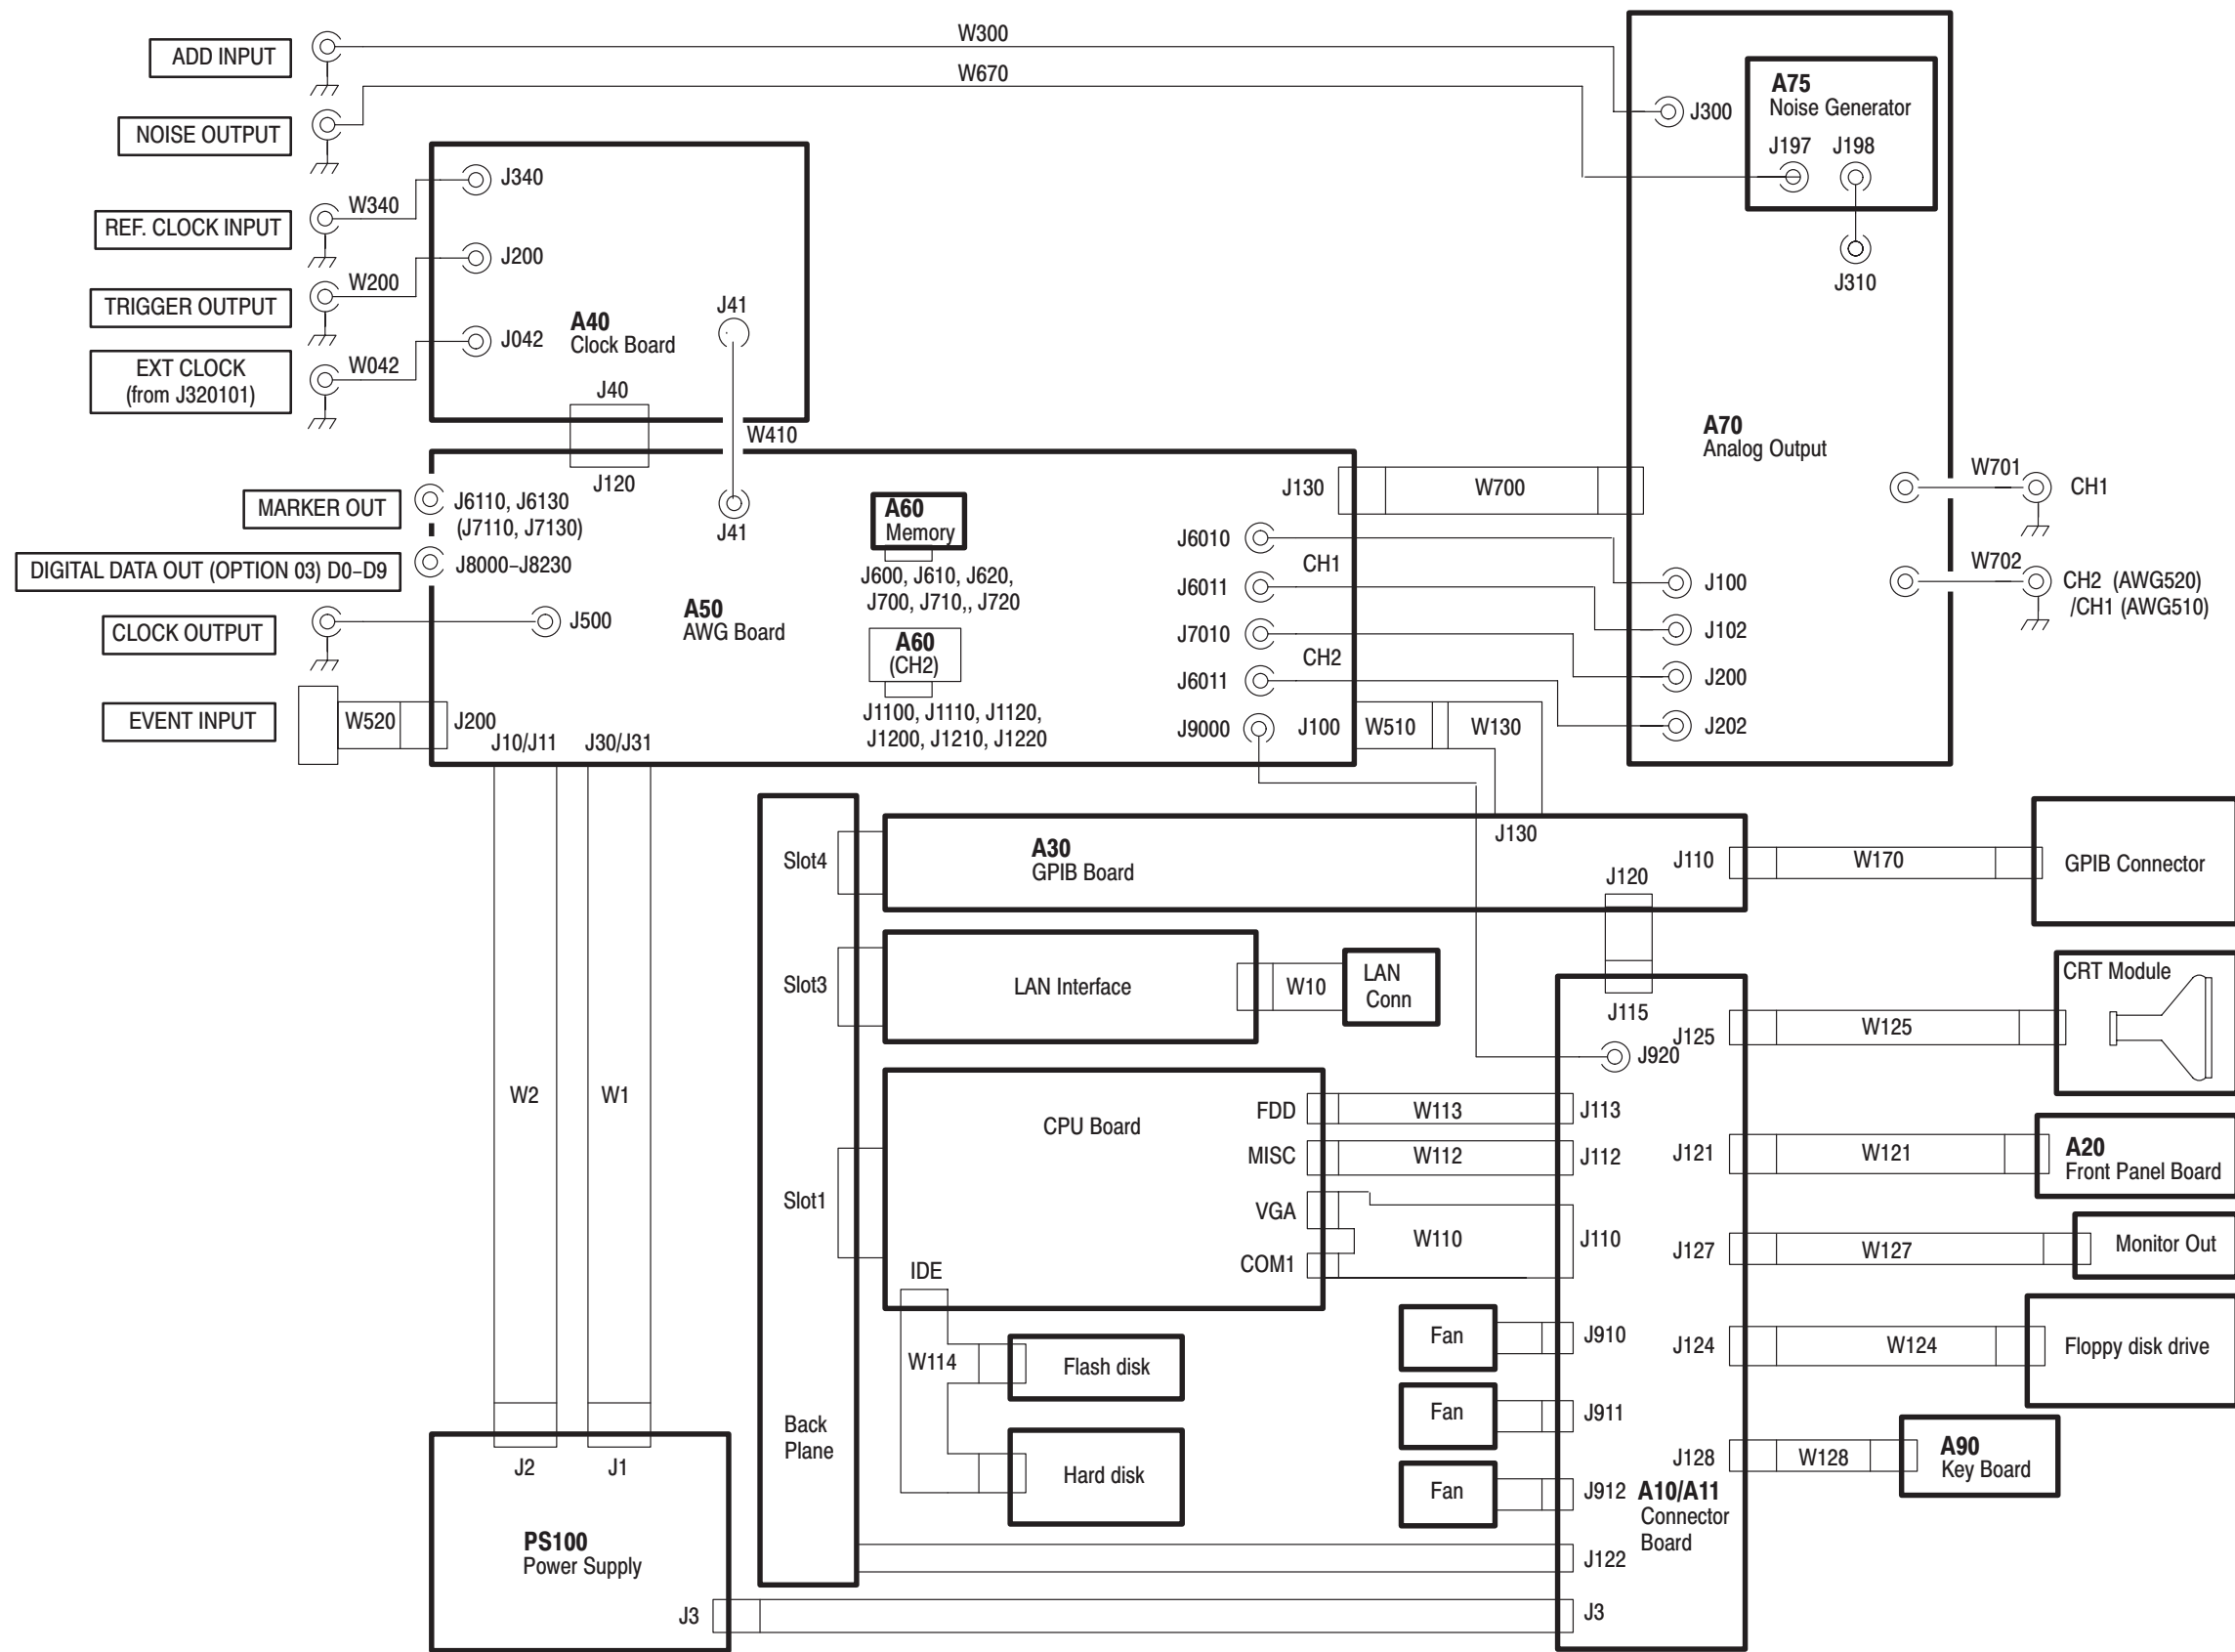 ADD INPUT
W300
W670
NOISE OUTPUT
A75
Noise Generator
J300
J197
J198
J310
REF. CLOCK INPUT
W340
J340
TRIGGER OUTPUT
W200
J200
EXT CLOCK
(from J320101)
W042
J042
A40
Clock Board
J41
J40
W410
J120
J41
A70
Analog Output
MARKER OUT
J6110, J6130
(J7110, J7130)
DIGITAL DATA OUT (OPTION 03) D0–D9
J8000–J8230
CLOCK OUTPUT
J500
EVENT INPUT
W520
J200
J10/J11
J30/J31
A50
AWG Board
A60
Memory
J600, J610, J620,
J700, J710,, J720
A60
(CH2)
J1100, J1110, J1120,
J1200, J1210, J1220
J130
W700
J6010
CH1
J6011
J7010
CH2
J6011
J9000
J100
W510
W130
J100
J102
J200
J202
W701
CH1
W702
CH2 (AWG520)
/CH1 (AWG510)
W2
W1
J2
J1
PS100
Power Supply
J3
Slot4
Slot3
Slot1
Back
Plane
A30
GPIB Board
J130
J110
W170
GPIB Connector
J120
LAN Interface
W10
LAN
Conn
J115
J125
W125
CRT Module
J920
CPU Board
FDD
W113
J113
MISC
W112
J112
VGA
W110
J110
COM1
IDE
W114
Flash disk
Hard disk
J121
W121
A20
Front Panel Board
J127
W127
Monitor Out
Fan
J910
J124
W124
Floppy disk drive
Fan
J911
J128
W128
A90
Key Board
Fan
J912
A10/A11
Connector
Board
J122
J3